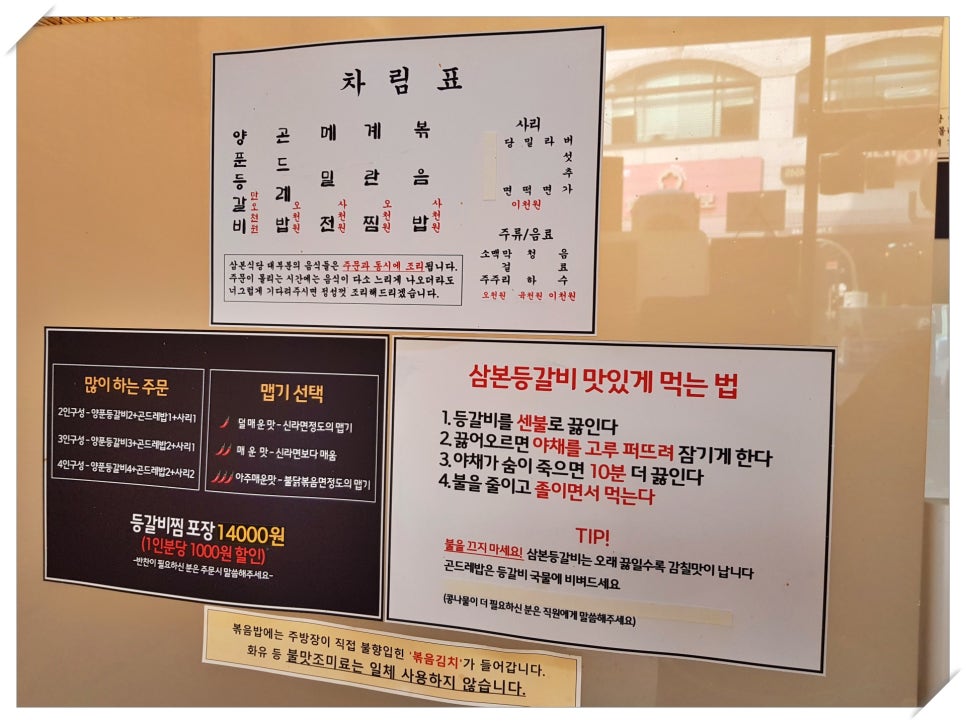 차림표
양푼등갈비 만오천원
곤드레밥 오천원
메밀전 사천원
계란찜 오천원
볶음밥 사천원
사리
당면 밀떡 라면 버섯추가
이천원
주류/음료
소주 맥주 막걸리 청하 음료수
오천원 육천원 이천원
삼본식당 대부분의 음식들은 주문과 동시에 조리됩니다.
주문이 몰리는 시간에는 음식이 다소 느리게 나오더라도
너그럽게 기다려주시면 정성껏 조리해드리겠습니다.
많이 하는 주문
2인구성 - 양푼등갈비2+곤드레밥1+사리1
3인구성 - 양푼등갈비3+곤드레밥2+사리1
4인구성 - 양푼등갈비4+곤드레밥2+사리2
맵기 선택
덜 매운 맛 - 신라면정도의 맵기
매운 맛 - 신라면보다 매움
아주매운맛 - 불닭볶음면정도의 맵기
등갈비찜 포장 14000원
(1인분당 1000원 할인)
-반찬이 필요하신 분은 주문시 말씀해주세요-
삼본등갈비 맛있게 먹는 법
1. 등갈비를 센불로 끓인다
2. 끓어오르면 야채를 고루 퍼뜨려 잠기게 한다
3. 야채가 숨이 죽으면 10분 더 끓인다
4. 불을 줄이고 졸이면서 먹는다
TIP!
불을 끄지 마세요! 삼본등갈비는 오래 끓일수록 감칠맛이 납니다
곤드레밥은 등갈비 국물에 비벼드세요
(콩나물이 더 필요하신 분은 직원에게 말씀해주세요)
볶음밥에는 주방장이 직접 불향입힌 '볶음김치'가 들어갑니다.
화유 등 불맛조미료는 일체 사용하지 않습니다.